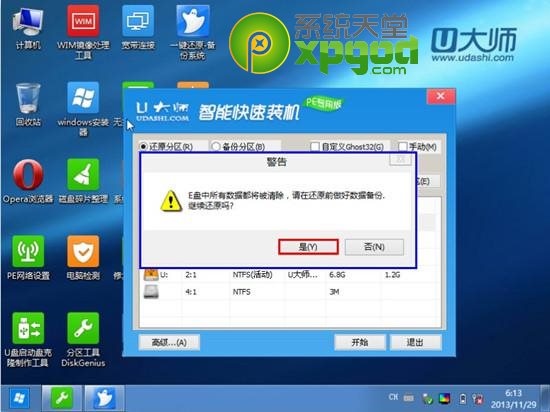 计算机
WIM
WIM镜像处理
工具
宽带连接
一键还原-备
份系统
系统天堂
xpgod
.com
U大师
www.udashi.com
回收站
windows安装
器
无
Opera浏览器
磁盘碎片整理
系
PE网络设置
电脑检测
修
U盘启动盘克
隆制作工具
分区工具
DiskGenius
U大师
UDASHI.COM
智能快速装机
PE专用版
还原分区(R)
备份分区(B)
自定义Ghost32(G)
手动(M)
(E)
警告
E盘中所有数据都将被清除，请在还原前做好数据备份.
继续还原吗?
是(Y)
否(N)
U:
2:1
NTFS(活动)
U大师...
6.8G
1.2G
4:1
NTFS
3M
高级...(A)
开始
退出
CH
6:13
2013/11/29